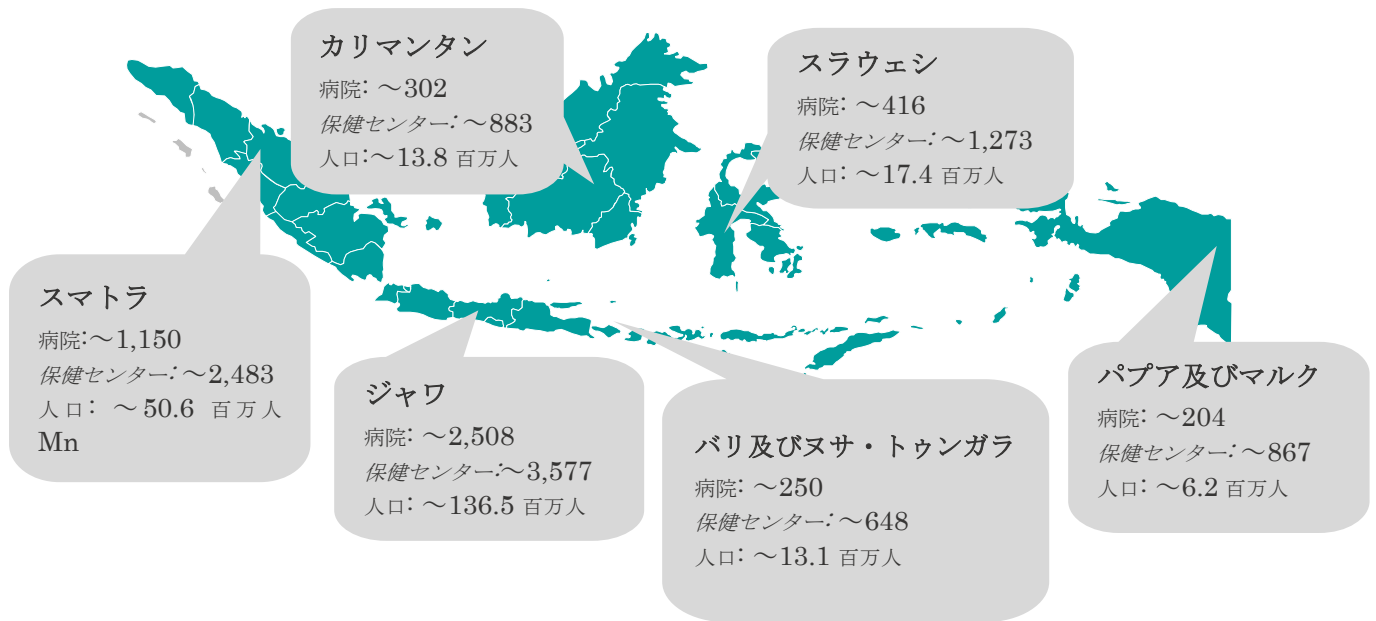 カリマンタン
病院: ～302
保健センター: ～883
人口:～13.8 百万人
スラウェシ
病院: ～416
保健センター: ～1,273
人口: ～17.4 百万人
スマトラ
病院:～1,150
保健センター: ～2,483
人口: ～50.6 百万人
Mn
ジャワ
病院: ～2,508
保健センター:～3,577
人口: ～136.5 百万人
バリ及びヌサ・トゥンガラ
病院: ～250
保健センター: ～648
人口: ～13.1 百万人
パプア及びマルク
病院: ～204
保健センター: ～867
人口: ～6.2 百万人